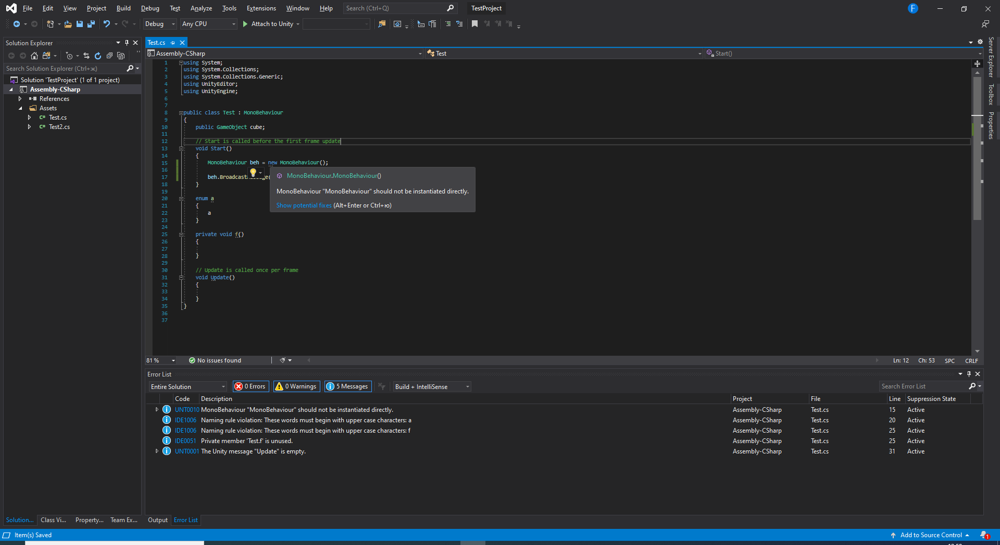 File Edit View Project Build Debug Test Analyze Tools Extensions Window Help Search (Ctrl+Q) TestProject F
Debug Any CPU Attach to Unity
Solution Explorer
Search Solution Explorer (Ctrl+ж)
Solution 'TestProject' (1 of 1 project)
Assembly-CSharp
References
Assets
C# Test.cs
C# Test2.cs
Test.cs
Assembly-CSharp Test Start()
1 using System;
2 using System.Collections;
3 using System.Collections.Generic;
4 using UnityEditor;
5 using UnityEngine;
6
7
8 public class Test : MonoBehaviour
9 {
10 public GameObject cube;
11
12 // Start is called before the first frame update
13 void Start()
14 {
15 MonoBehaviour beh = new MonoBehaviour();
16
17 beh.Broadcast
18 }
19
20 enum a
21 {
22 a
23 }
24
25 private void f()
26 {
27
28 }
29
30 // Update is called once per frame
31 void Update()
32 {
33
34 }
35 }
36
37
MonoBehaviour.MonoBehaviour()
MonoBehaviour "MonoBehaviour" should not be instantiated directly.
Show potential fixes (Alt+Enter or Ctrl+ю)
Server Explorer
Toolbox
Properties
81 % No issues found Ln: 12 Ch: 53 SPC CRLF
Error List
Entire Solution 0 Errors 0 Warnings 5 Messages Build + IntelliSense Search Error List
Code Description Project File Line Suppression State
UNT0010 MonoBehaviour "MonoBehaviour" should not be instantiated directly. Assembly-CSharp Test.cs 15 Active
IDE1006 Naming rule violation: These words must begin with upper case characters: a Assembly-CSharp Test.cs 20 Active
IDE1006 Naming rule violation: These words must begin with upper case characters: f Assembly-CSharp Test.cs 25 Active
IDE0051 Private member 'Test.f' is unused. Assembly-CSharp Test.cs 25 Active
UNT0001 The Unity message "Update" is empty. Assembly-CSharp Test.cs 31 Active
Solution... Class Vi... Property... Team Ex... Output Error List
Item(s) Saved Add to Source Control 1